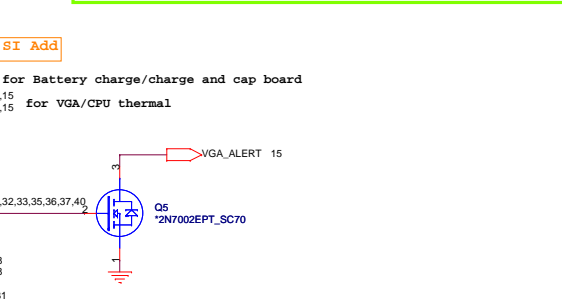 SI Add
for Battery charge/charge and cap board
,15
,15 for VGA/CPU thermal
VGA_ALERT 15
3
,32,33,35,36,37,40
2
Q5
*2N7002EPT_SC70
1